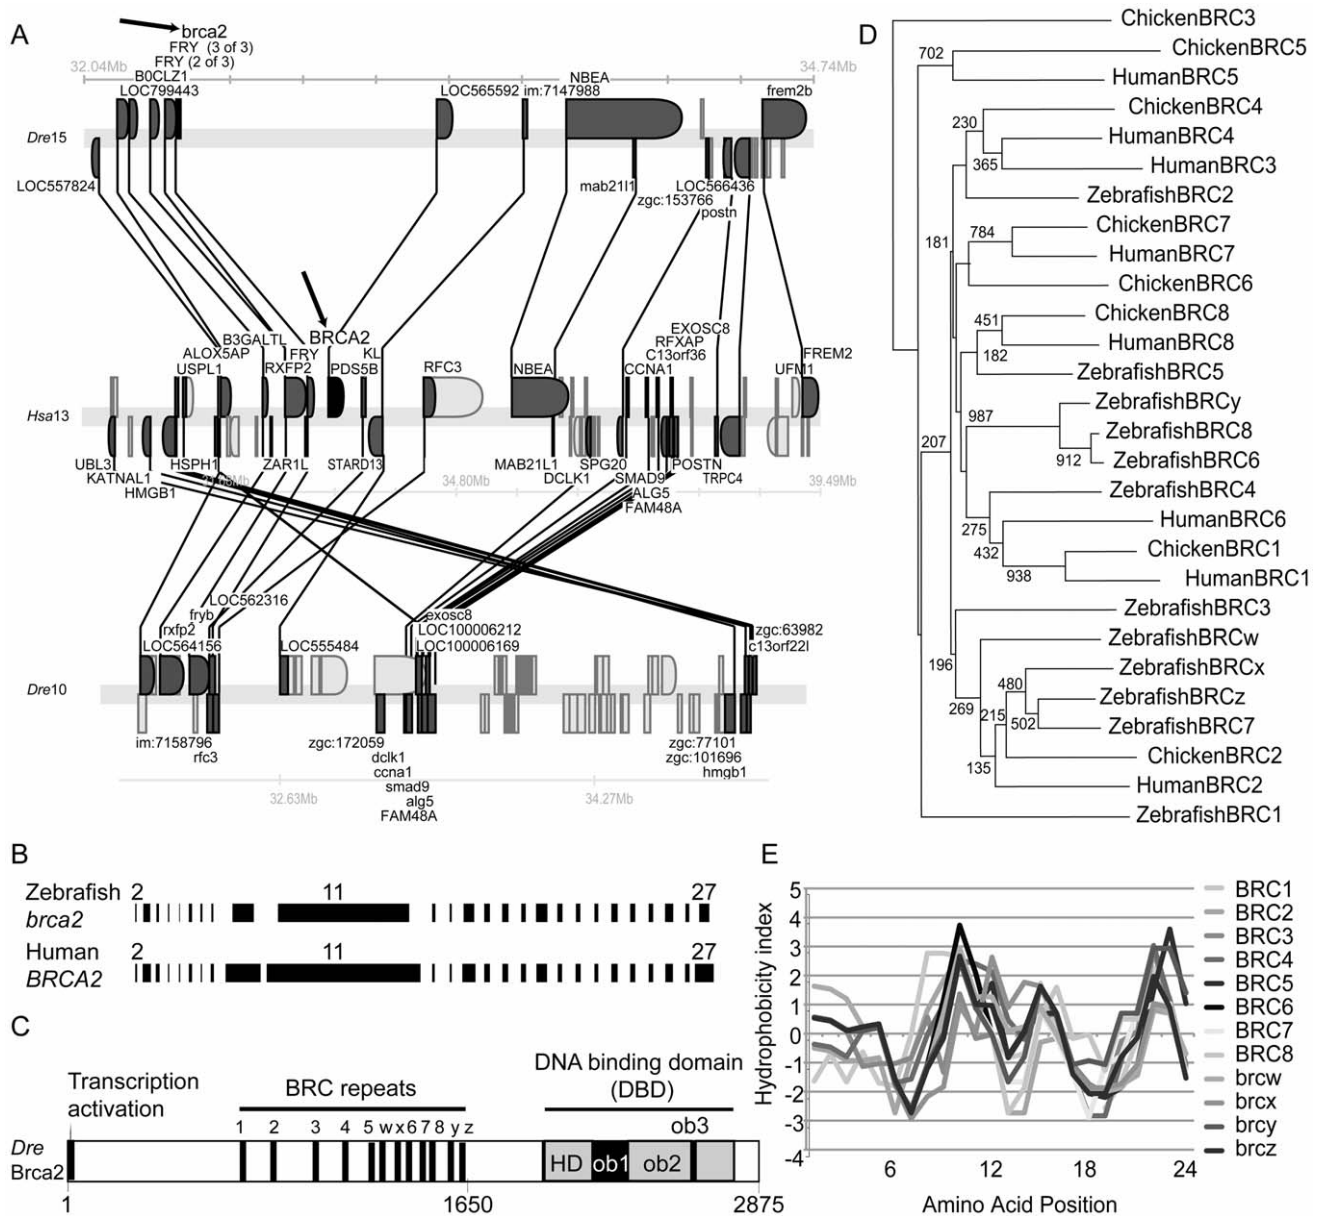 A
brca2
FRY (3 of 3)
FRY (2 of 3)
B0CLZ1
LOC799443
32.04Mb
34.74Mb
LOC565592 im:7147988
NBEA
frem2b
Dre15
LOC557824
mab21l1
zgc:153766
LOC566436
postn
BRCA2
B3GALTL
ALOX5AP
FRY
KL
USPL1
RXFP2
PDS5B
RFC3
NBEA
EXOSC8
RFXAP
C13orf36
CCNA1
UFM1
FREM2
Hsa13
UBL3
KATNAL1
HMGB1
HSPH1
ZAR1L
STARD13
MAB21L1
DCLK1
SPG20
SMAD9
ALG5
FAM48A
POSTN
TRPC4
34.80Mb
39.49Mb
LOC562316
fryb
rxfp2
LOC564156
LOC555484
exosc8
LOC100006212
LOC100006169
zgc:63982
c13orf22l
Dre10
im:7158796
rfc3
zgc:172059
dclk1
ccna1
smad9
alg5
FAM48A
zgc:77101
zgc:101696
hmgb1
32.63Mb
34.27Mb
D
ChickenBRC3
ChickenBRC5
HumanBRC5
ChickenBRC4
HumanBRC4
HumanBRC3
ZebrafishBRC2
ChickenBRC7
HumanBRC7
ChickenBRC6
ChickenBRC8
HumanBRC8
ZebrafishBRC5
ZebrafishBRCy
ZebrafishBRC8
ZebrafishBRC6
ZebrafishBRC4
HumanBRC6
ChickenBRC1
HumanBRC1
ZebrafishBRC3
ZebrafishBRCw
ZebrafishBRCx
ZebrafishBRCz
ZebrafishBRC7
ChickenBRC2
HumanBRC2
ZebrafishBRC1
702
230
365
784
181
451
182
987
912
207
275
432
938
196
480
269
215
502
135
B
Zebrafish
brca2
2
11
27
Human
BRCA2
2
11
27
C
Transcription
activation
BRC repeats
1 2 3 4 5 w x 6 7 8 y z
DNA binding domain
(DBD)
ob3
Dre
Brca2
HD
ob1
ob2
1
1650
2875
E
Hydrophobicity index
5
4
3
2
1
0
-1
-2
-3
-4
6
12
18
24
Amino Acid Position
BRC1
BRC2
BRC3
BRC4
BRC5
BRC6
BRC7
BRC8
brcw
brcx
brcy
brcz